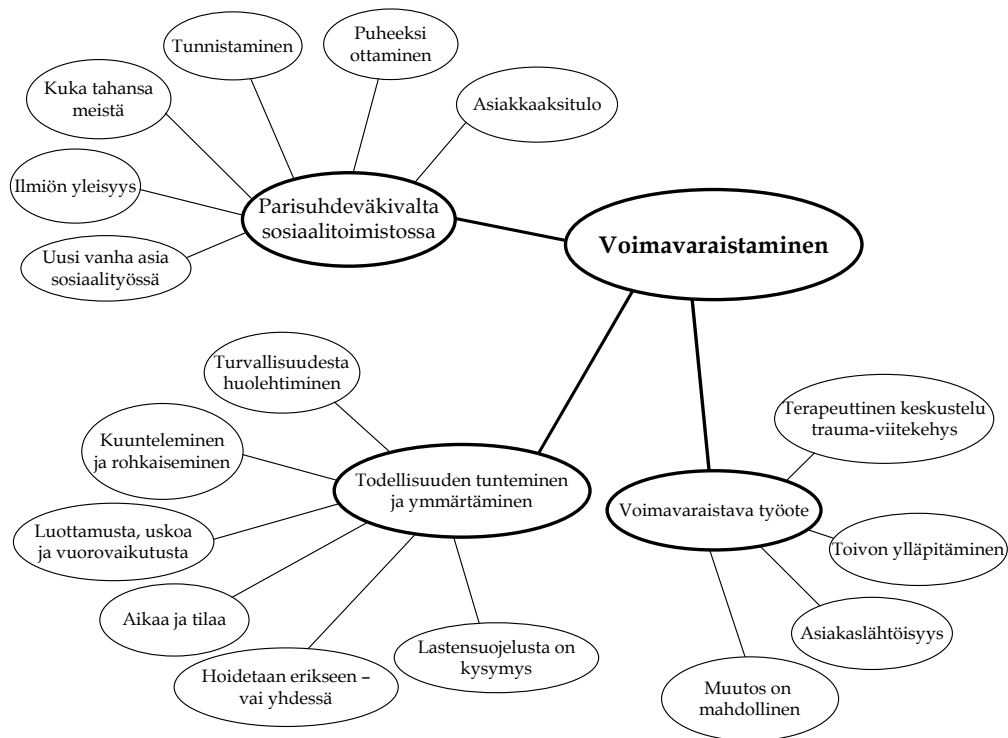 Puheeksi
ottaminen
Tunnistaminen
Kuka tahansa
meistä
Asiakkaaksitulo
Ilmiön yleisyys
Parisuhdeväkivalta
sosiaalitoimistossa
Uusi vanha asia
sosiaalityössä
Voimavaraistaminen
Turvallisuudesta
huolehtiminen
Kuunteleminen
ja rohkaiseminen
Todellisuuden tunteminen
ja ymmärtäminen
Luottamusta, uskoa
ja vuorovaikutusta
Aikaa ja tilaa
Hoidetaan erikseen –
vai yhdessä
Lastensuojelusta on
kysymys
Terapeuttinen keskustelu
trauma-viitekehys
Voimavaraistava työote
Toivon ylläpitäminen
Asiakaslähtöisyys
Muutos on
mahdollinen